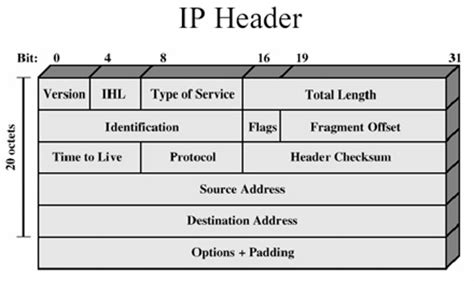 IP Header
Bit: 0 4 8 16 19 31
Version IHL Type of Service Total Length
Identification Flags Fragment Offset
Time to Live Protocol Header Checksum
Source Address
Destination Address
Options + Padding
20 octets